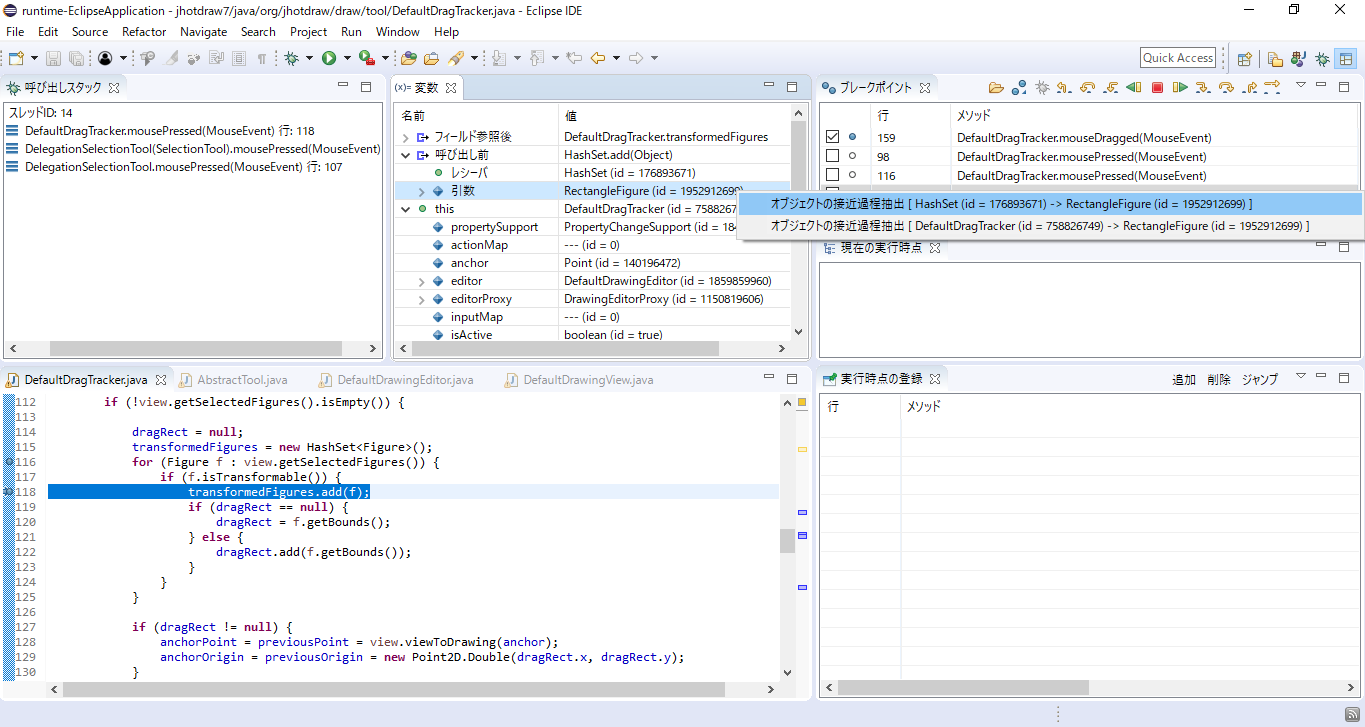 runtime-EclipseApplication - jhotdraw7/java/org/jhotdraw/draw/tool/DefaultDragTracker.java - Eclipse IDE
File Edit Source Refactor Navigate Search Project Run Window Help
Quick Access
呼び出しスタック
スレッドID: 14
DefaultDragTracker.mousePressed(MouseEvent) 行: 118
DelegationSelectionTool(SelectionTool).mousePressed(MouseEvent)
DelegationSelectionTool.mousePressed(MouseEvent) 行: 107
(x)= 変数
名前 値
フィールド参照後 DefaultDragTracker.transformedFigures
呼び出し前 HashSet.add(Object)
レシーバ HashSet (id = 176893671)
引数 RectangleFigure (id = 1952912699)
this DefaultDragTracker (id = 7588267
propertySupport PropertyChangeSupport (id = 184
actionMap --- (id = 0)
anchor Point (id = 140196472)
editor DefaultDrawingEditor (id = 1859859960)
editorProxy DrawingEditorProxy (id = 1150819606)
inputMap --- (id = 0)
isActive boolean (id = true)
ブレークポイント
行 メソッド
159 DefaultDragTracker.mouseDragged(MouseEvent)
98 DefaultDragTracker.mousePressed(MouseEvent)
116 DefaultDragTracker.mousePressed(MouseEvent)
オブジェクトの接近過程抽出 [ HashSet (id = 176893671) -> RectangleFigure (id = 1952912699) ]
オブジェクトの接近過程抽出 [ DefaultDragTracker (id = 758826749) -> RectangleFigure (id = 1952912699) ]
現在の実行時点
DefaultDragTracker.java AbstractTool.java DefaultDrawingEditor.java DefaultDrawingView.java
112 if (!view.getSelectedFigures().isEmpty()) {
113
114 dragRect = null;
115 transformedFigures = new HashSet<Figure>();
116 for (Figure f : view.getSelectedFigures()) {
117 if (f.isTransformable()) {
118 transformedFigures.add(f);
119 if (dragRect == null) {
120 dragRect = f.getBounds();
121 } else {
122 dragRect.add(f.getBounds());
123 }
124 }
125 }
126
127 if (dragRect != null) {
128 anchorPoint = previousPoint = view.viewToDrawing(anchor);
129 anchorOrigin = previousOrigin = new Point2D.Double(dragRect.x, dragRect.y);
130 }
実行時点の登録 追加 削除 ジャンプ
行 メソッド